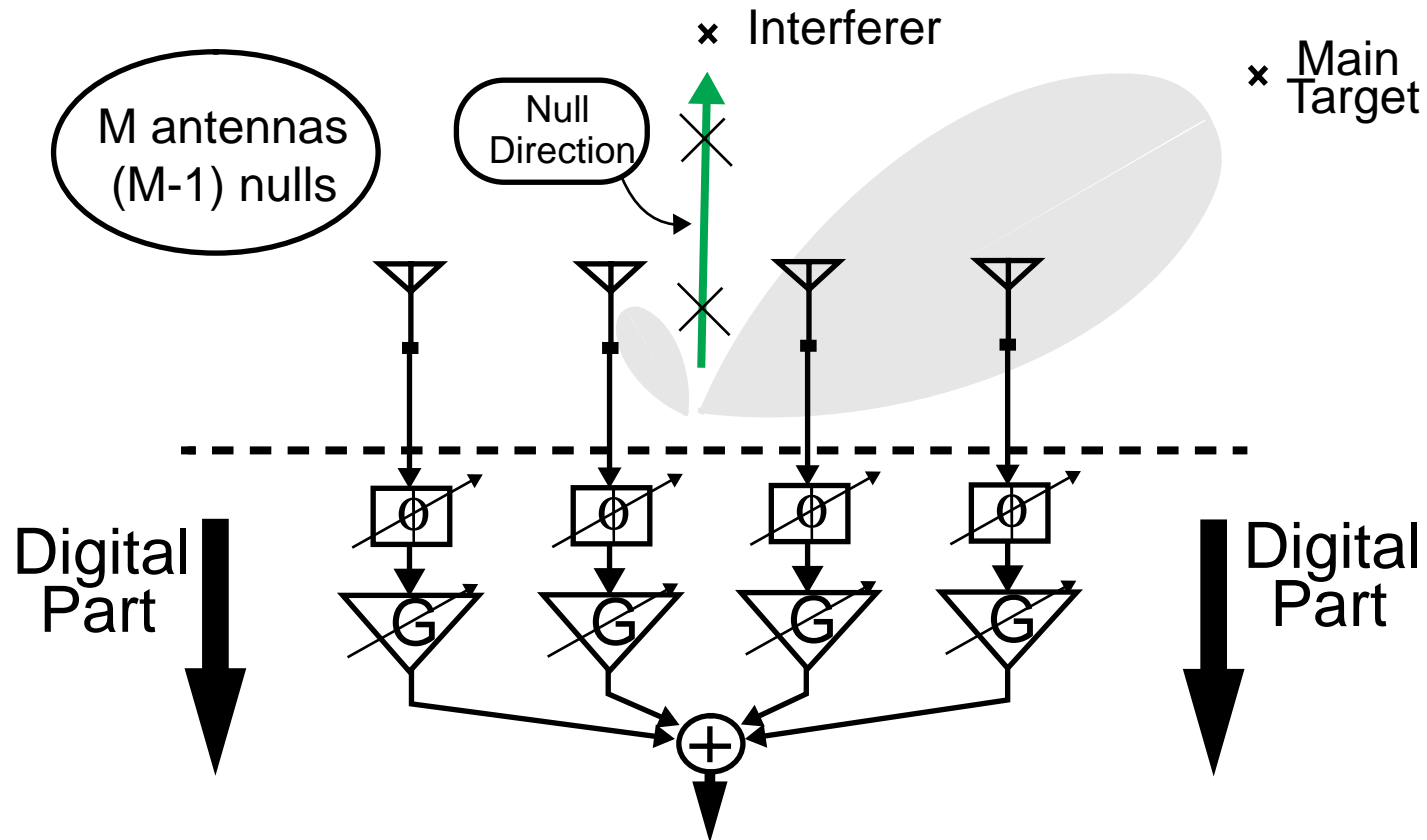 Interferer
Main
Target
M antennas
(M-1) nulls
Null
Direction
Digital
Part
ϕ
ϕ
ϕ
ϕ
Digital
Part
G
G
G
G
+